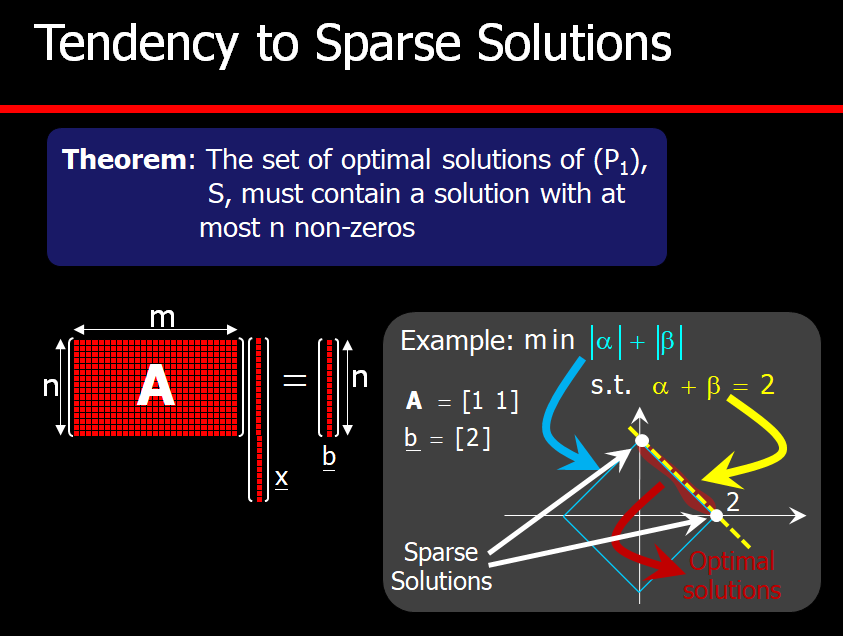 Tendency to Sparse Solutions
Theorem: The set of optimal solutions of (P₁),
S, must contain a solution with at
most n non-zeros
m
n
A
x
=
b
n
Example: min |α| + |β|
s.t. α + β = 2
A = [1 1]
b = [2]
2
Sparse
Solutions
Optimal
solutions